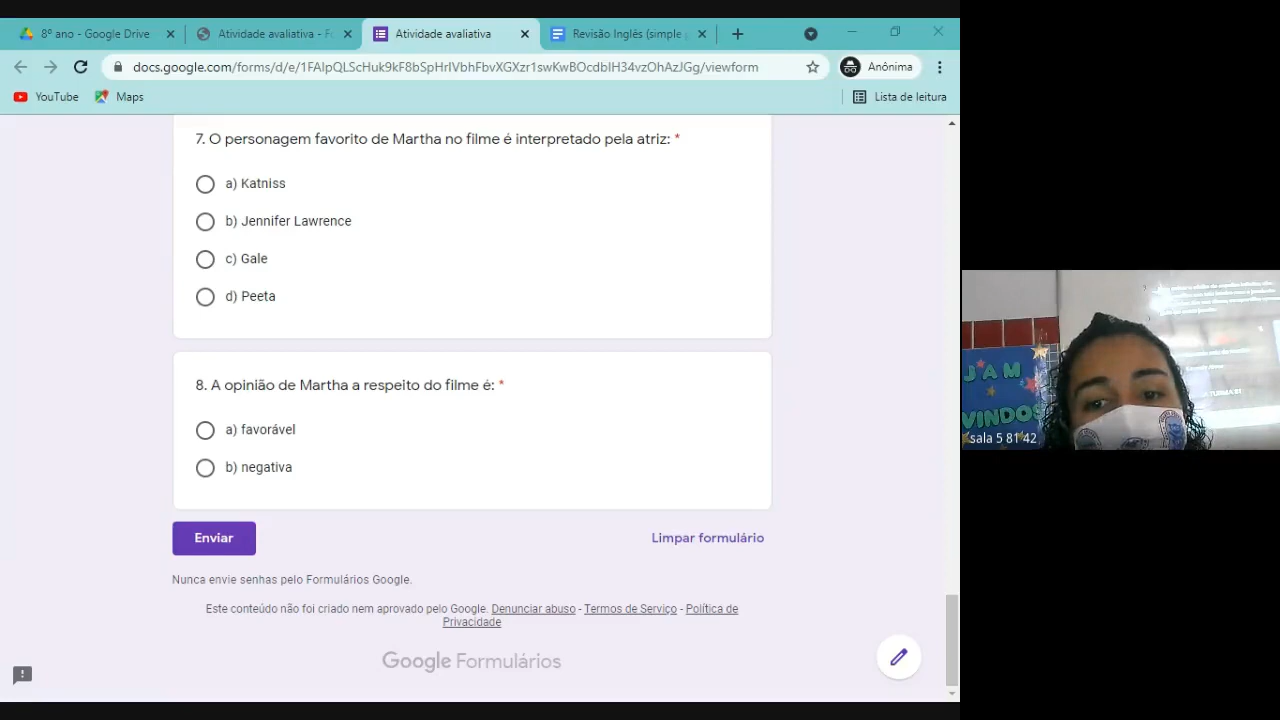 8º ano - Google Drive
Atividade avaliativa - Fo
Atividade avaliativa
Revisão Inglês (simple p
docs.google.com/forms/d/e/1FAIpQLScHuk9kF8bSpHrIVbhFbvXGXzr1swKwBOcdbIH34vzOhAzJGg/viewform
Anônima
YouTube
Maps
Lista de leitura
7. O personagem favorito de Martha no filme é interpretado pela atriz: *
a) Katniss
b) Jennifer Lawrence
c) Gale
d) Peeta
8. A opinião de Martha a respeito do filme é: *
a) favorável
b) negativa
Enviar
Limpar formulário
Nunca envie senhas pelo Formulários Google.
Este conteúdo não foi criado nem aprovado pelo Google. Denunciar abuso - Termos de Serviço - Política de
Privacidade
Google Formulários
JAM
VINDOS
sala 5 81 42